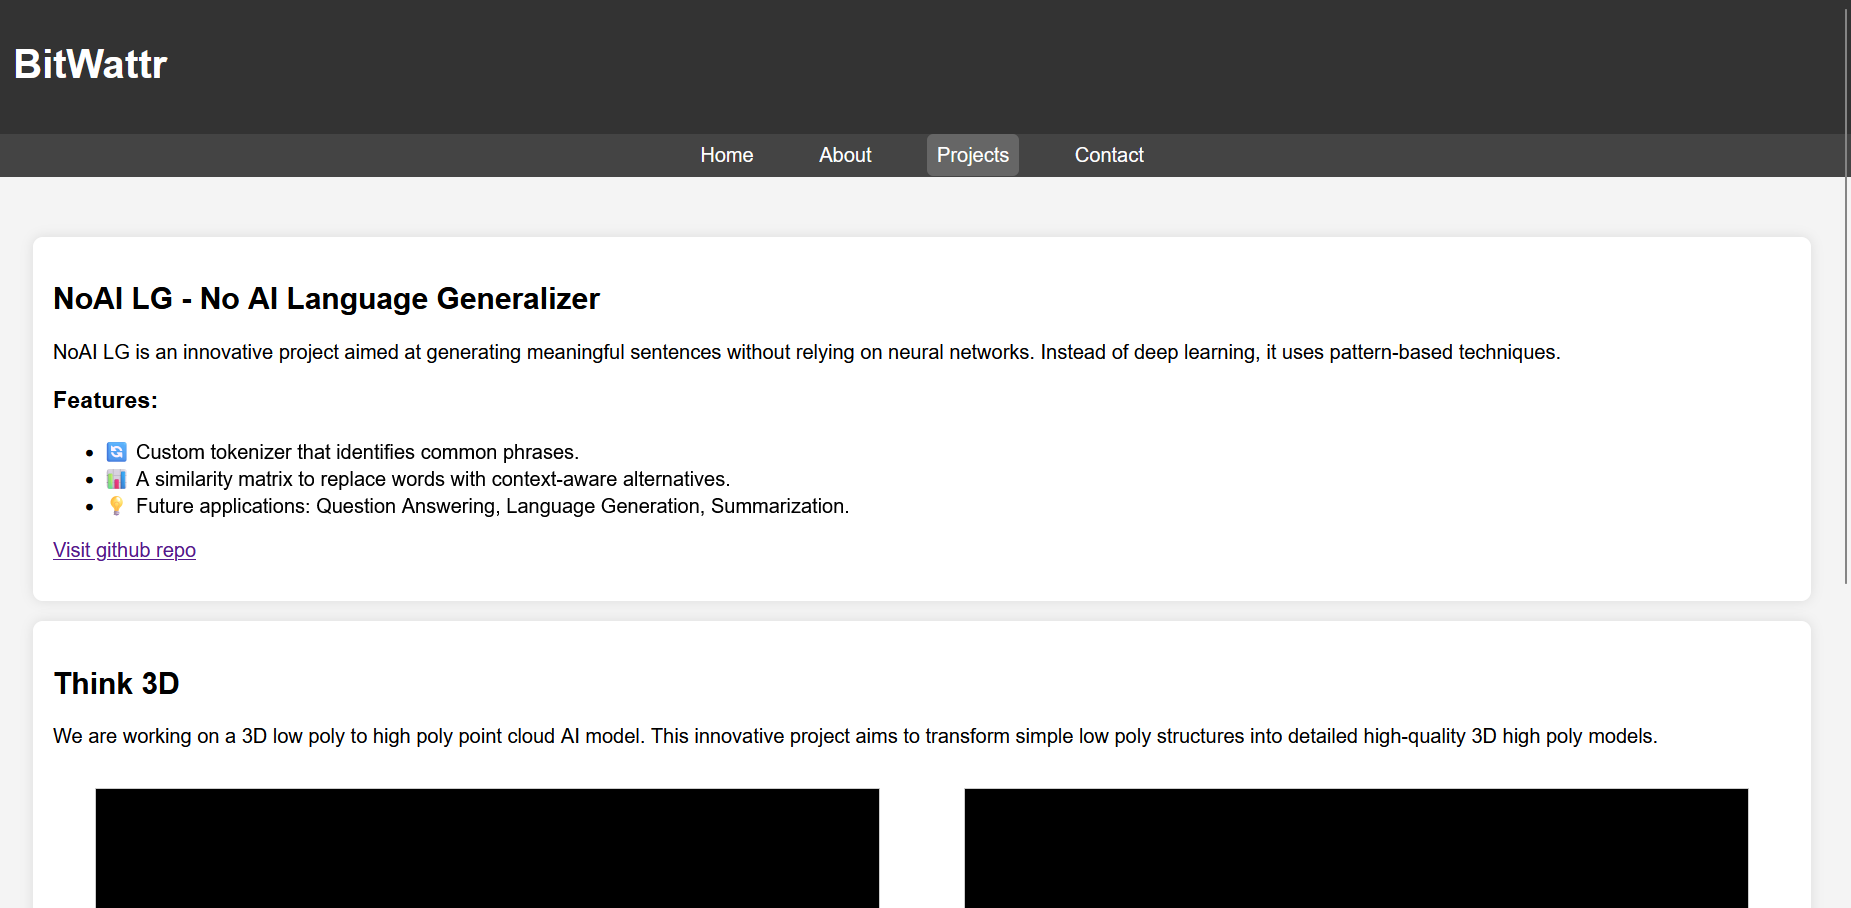 BitWattr
Home About Projects Contact
NoAI LG - No AI Language Generalizer
NoAI LG is an innovative project aimed at generating meaningful sentences without relying on neural networks. Instead of deep learning, it uses pattern-based techniques.
Features:
🔄 Custom tokenizer that identifies common phrases.
📊 A similarity matrix to replace words with context-aware alternatives.
💡 Future applications: Question Answering, Language Generation, Summarization.
Visit github repo
Think 3D
We are working on a 3D low poly to high poly point cloud AI model. This innovative project aims to transform simple low poly structures into detailed high-quality 3D high poly models.